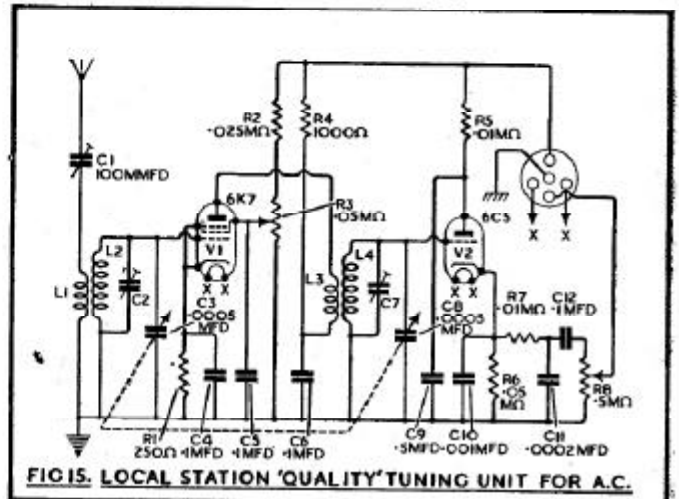 R2
·025MΩ
R4
1000Ω
R5
·01MΩ
C1
100MMFD
6K7
R3
·05MΩ
6C5
V1
V2
X X
X X
X X
L1
L2
C2
C3
·0005
MFD
L3
L4
C7
C8
·0005
MFD
R7
·01MΩ
C12
·1MFD
R6
·05
MΩ
R8
·5MΩ
R1
250Ω
C4
·1MFD
C5
·1MFD
C6
·1MFD
C9
·5MFD
C10
·001MFD
C11
·0002MFD
FIG 15. LOCAL STATION 'QUALITY' TUNING UNIT FOR A.C.